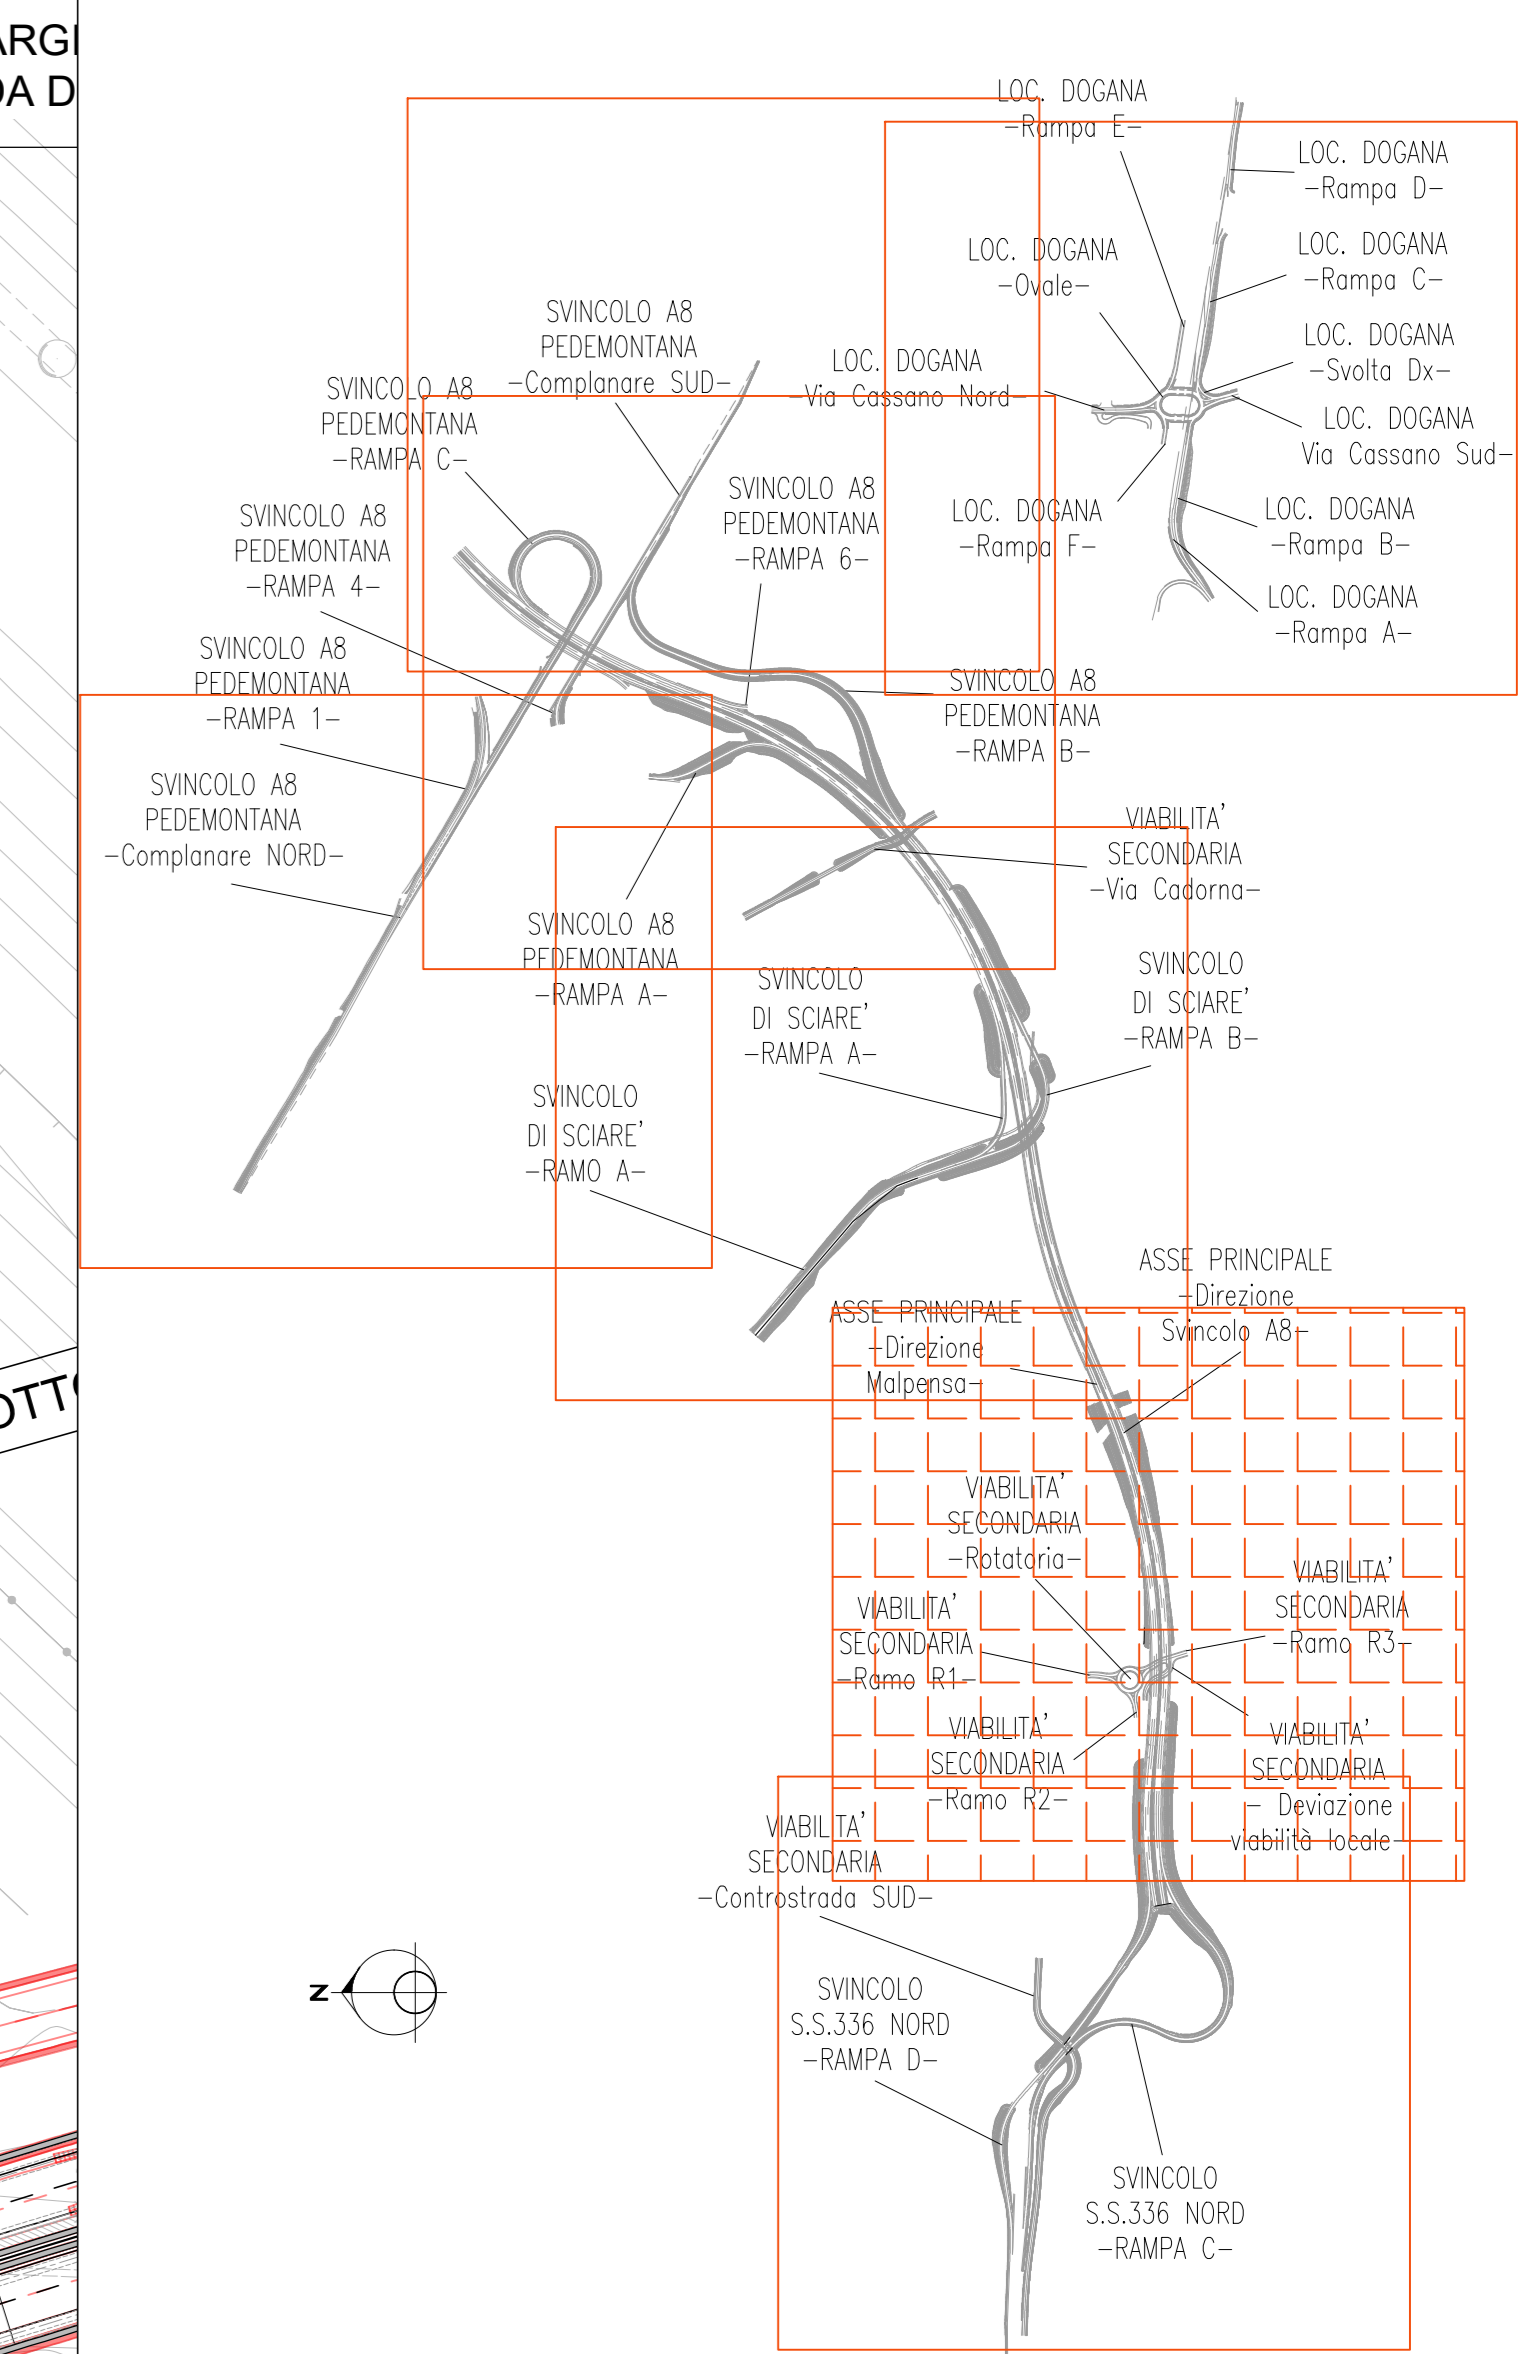 LOC. DOGANA
-Rampa E-
LOC. DOGANA
-Rampa D-
LOC. DOGANA
-Ovale-
LOC. DOGANA
-Rampa C-
SVINCOLO A8
PEDEMONTANA
-Complanare SUD-
LOC. DOGANA
-Svolta Dx-
LOC. DOGANA
-Via Cassano Nord-
SVINCOLO A8
PEDEMONTANA
-RAMPA C-
LOC. DOGANA
Via Cassano Sud-
SVINCOLO A8
PEDEMONTANA
-RAMPA 6-
LOC. DOGANA
-Rampa F-
LOC. DOGANA
-Rampa B-
SVINCOLO A8
PEDEMONTANA
-RAMPA 4-
LOC. DOGANA
-Rampa A-
SVINCOLO A8
PEDEMONTANA
-RAMPA 1-
SVINCOLO A8
PEDEMONTANA
-RAMPA B-
SVINCOLO A8
PEDEMONTANA
-Complanare NORD-
VIABILITA'
SECONDARIA
-Via Cadorna-
SVINCOLO A8
PEDEMONTANA
-RAMPA A-
SVINCOLO
DI SCIARE'
-RAMPA A-
SVINCOLO
DI SCIARE'
-RAMPA B-
SVINCOLO
DI SCIARE'
-RAMO A-
ASSE PRINCIPALE
-Direzione
Svincolo A8-
ASSE PRINCIPALE
-Direzione
Malpensa-
VIABILITA'
SECONDARIA
-Rotatoria-
VIABILITA'
SECONDARIA
-Ramo R3-
VIABILITA'
SECONDARIA
-Ramo R1-
VIABILITA'
SECONDARIA
-Ramo R2-
VIABILITA'
SECONDARIA
- Deviazione
viabilità locale-
VIABILITA'
SECONDARIA
-Controstrada SUD-
N
SVINCOLO
S.S.336 NORD
-RAMPA D-
SVINCOLO
S.S.336 NORD
-RAMPA C-